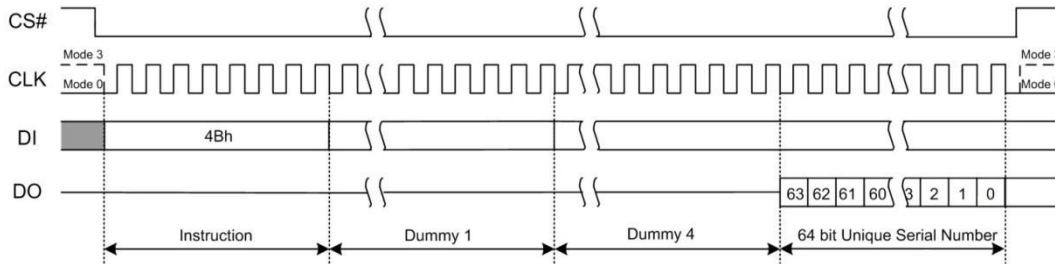 CS#
Mode 3
CLK
Mode 0
Mode 3
Mode 0
DI
4Bh
DO
63 62 61 60 3 2 1 0
Instruction
Dummy 1
Dummy 4
64 bit Unique Serial Number